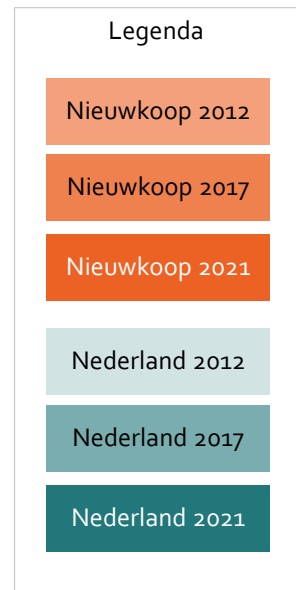 Legenda
Nieuwkoop 2012
Nieuwkoop 2017
Nieuwkoop 2021
Nederland 2012
Nederland 2017
Nederland 2021